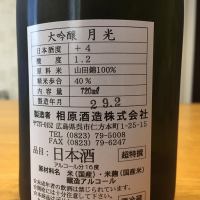 大吟醸 月光
日本酒度 +4
酸度 1.2
原料米 山田錦100%
精米歩合 40%
容量 720ml
製造年月 29.2
製造者 相原酒造株式会社
〒737-0152 広島県呉市仁方本町1-25-15
TEL (0823) 79-5008
FAX (0823) 79-6247
品目 日本酒 超特撰
アルコール分16度
原材料名 米(国産)・米麹(国産米)
醸造アルコール